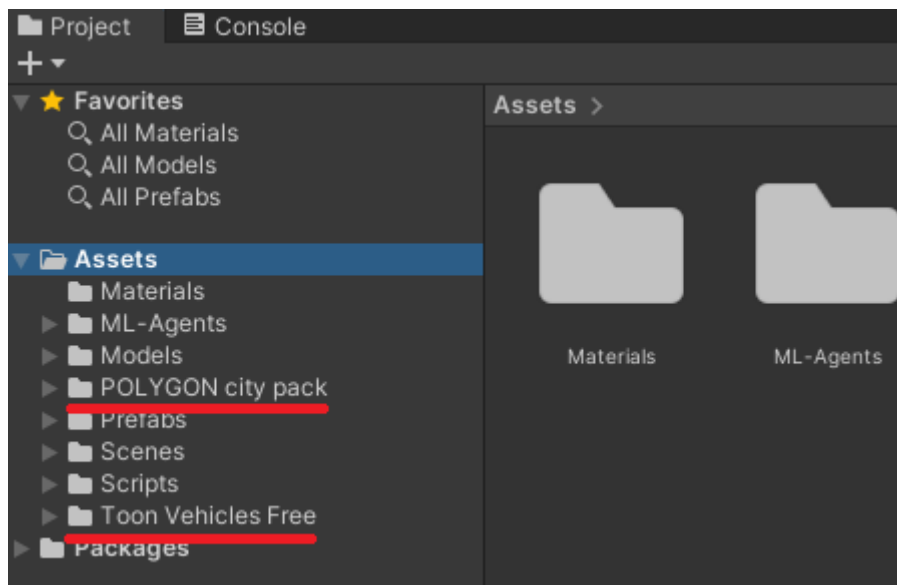 Project Console
Favorites
All Materials
All Models
All Prefabs
Assets
Materials
ML-Agents
Models
POLYGON city pack
Prefabs
Scenes
Scripts
Toon Vehicles Free
Packages
Assets >
Materials ML-Agents